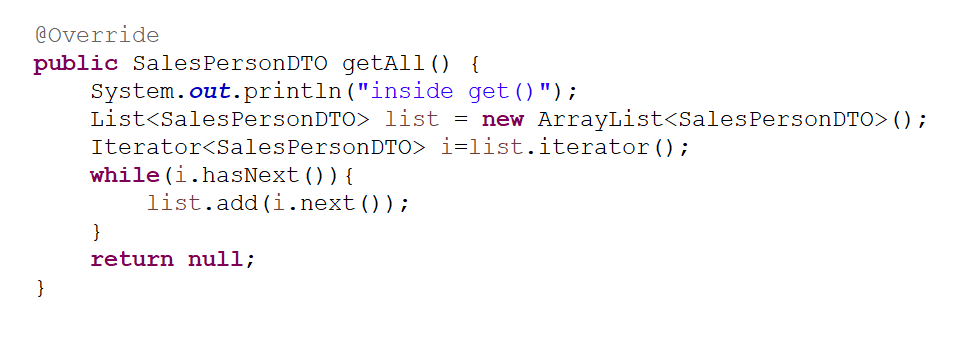 @Override
public SalesPersonDTO getAll() {
    System.out.println("inside get()");
    List<SalesPersonDTO> list = new ArrayList<SalesPersonDTO>();
    Iterator<SalesPersonDTO> i=list.iterator();
    while(i.hasNext()){
        list.add(i.next());
    }
    return null;
}